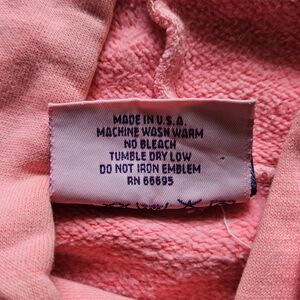 MADE IN U.S.A.
MACHINE WASH WARM
NO BLEACH
TUMBLE DRY LOW
DO NOT IRON EMBLEM
RN 66695